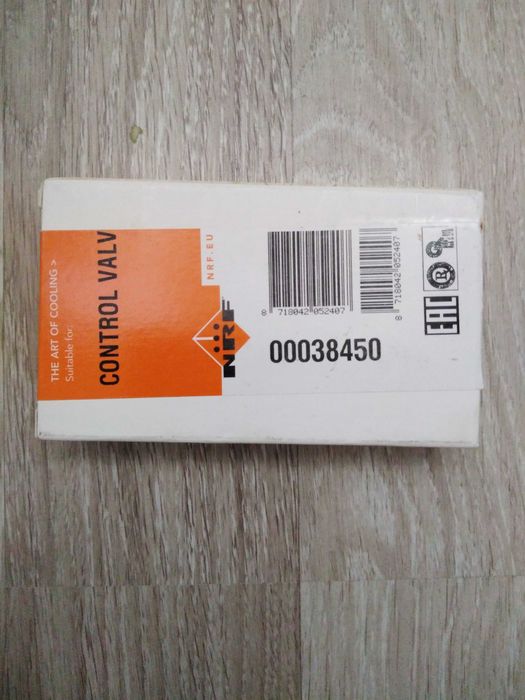 THE ART OF COOLING >
Suitable for:
CONTROL VALV
NRF.EU
NRF
8 718042 052407
8 718042 052407
00038450
EAC